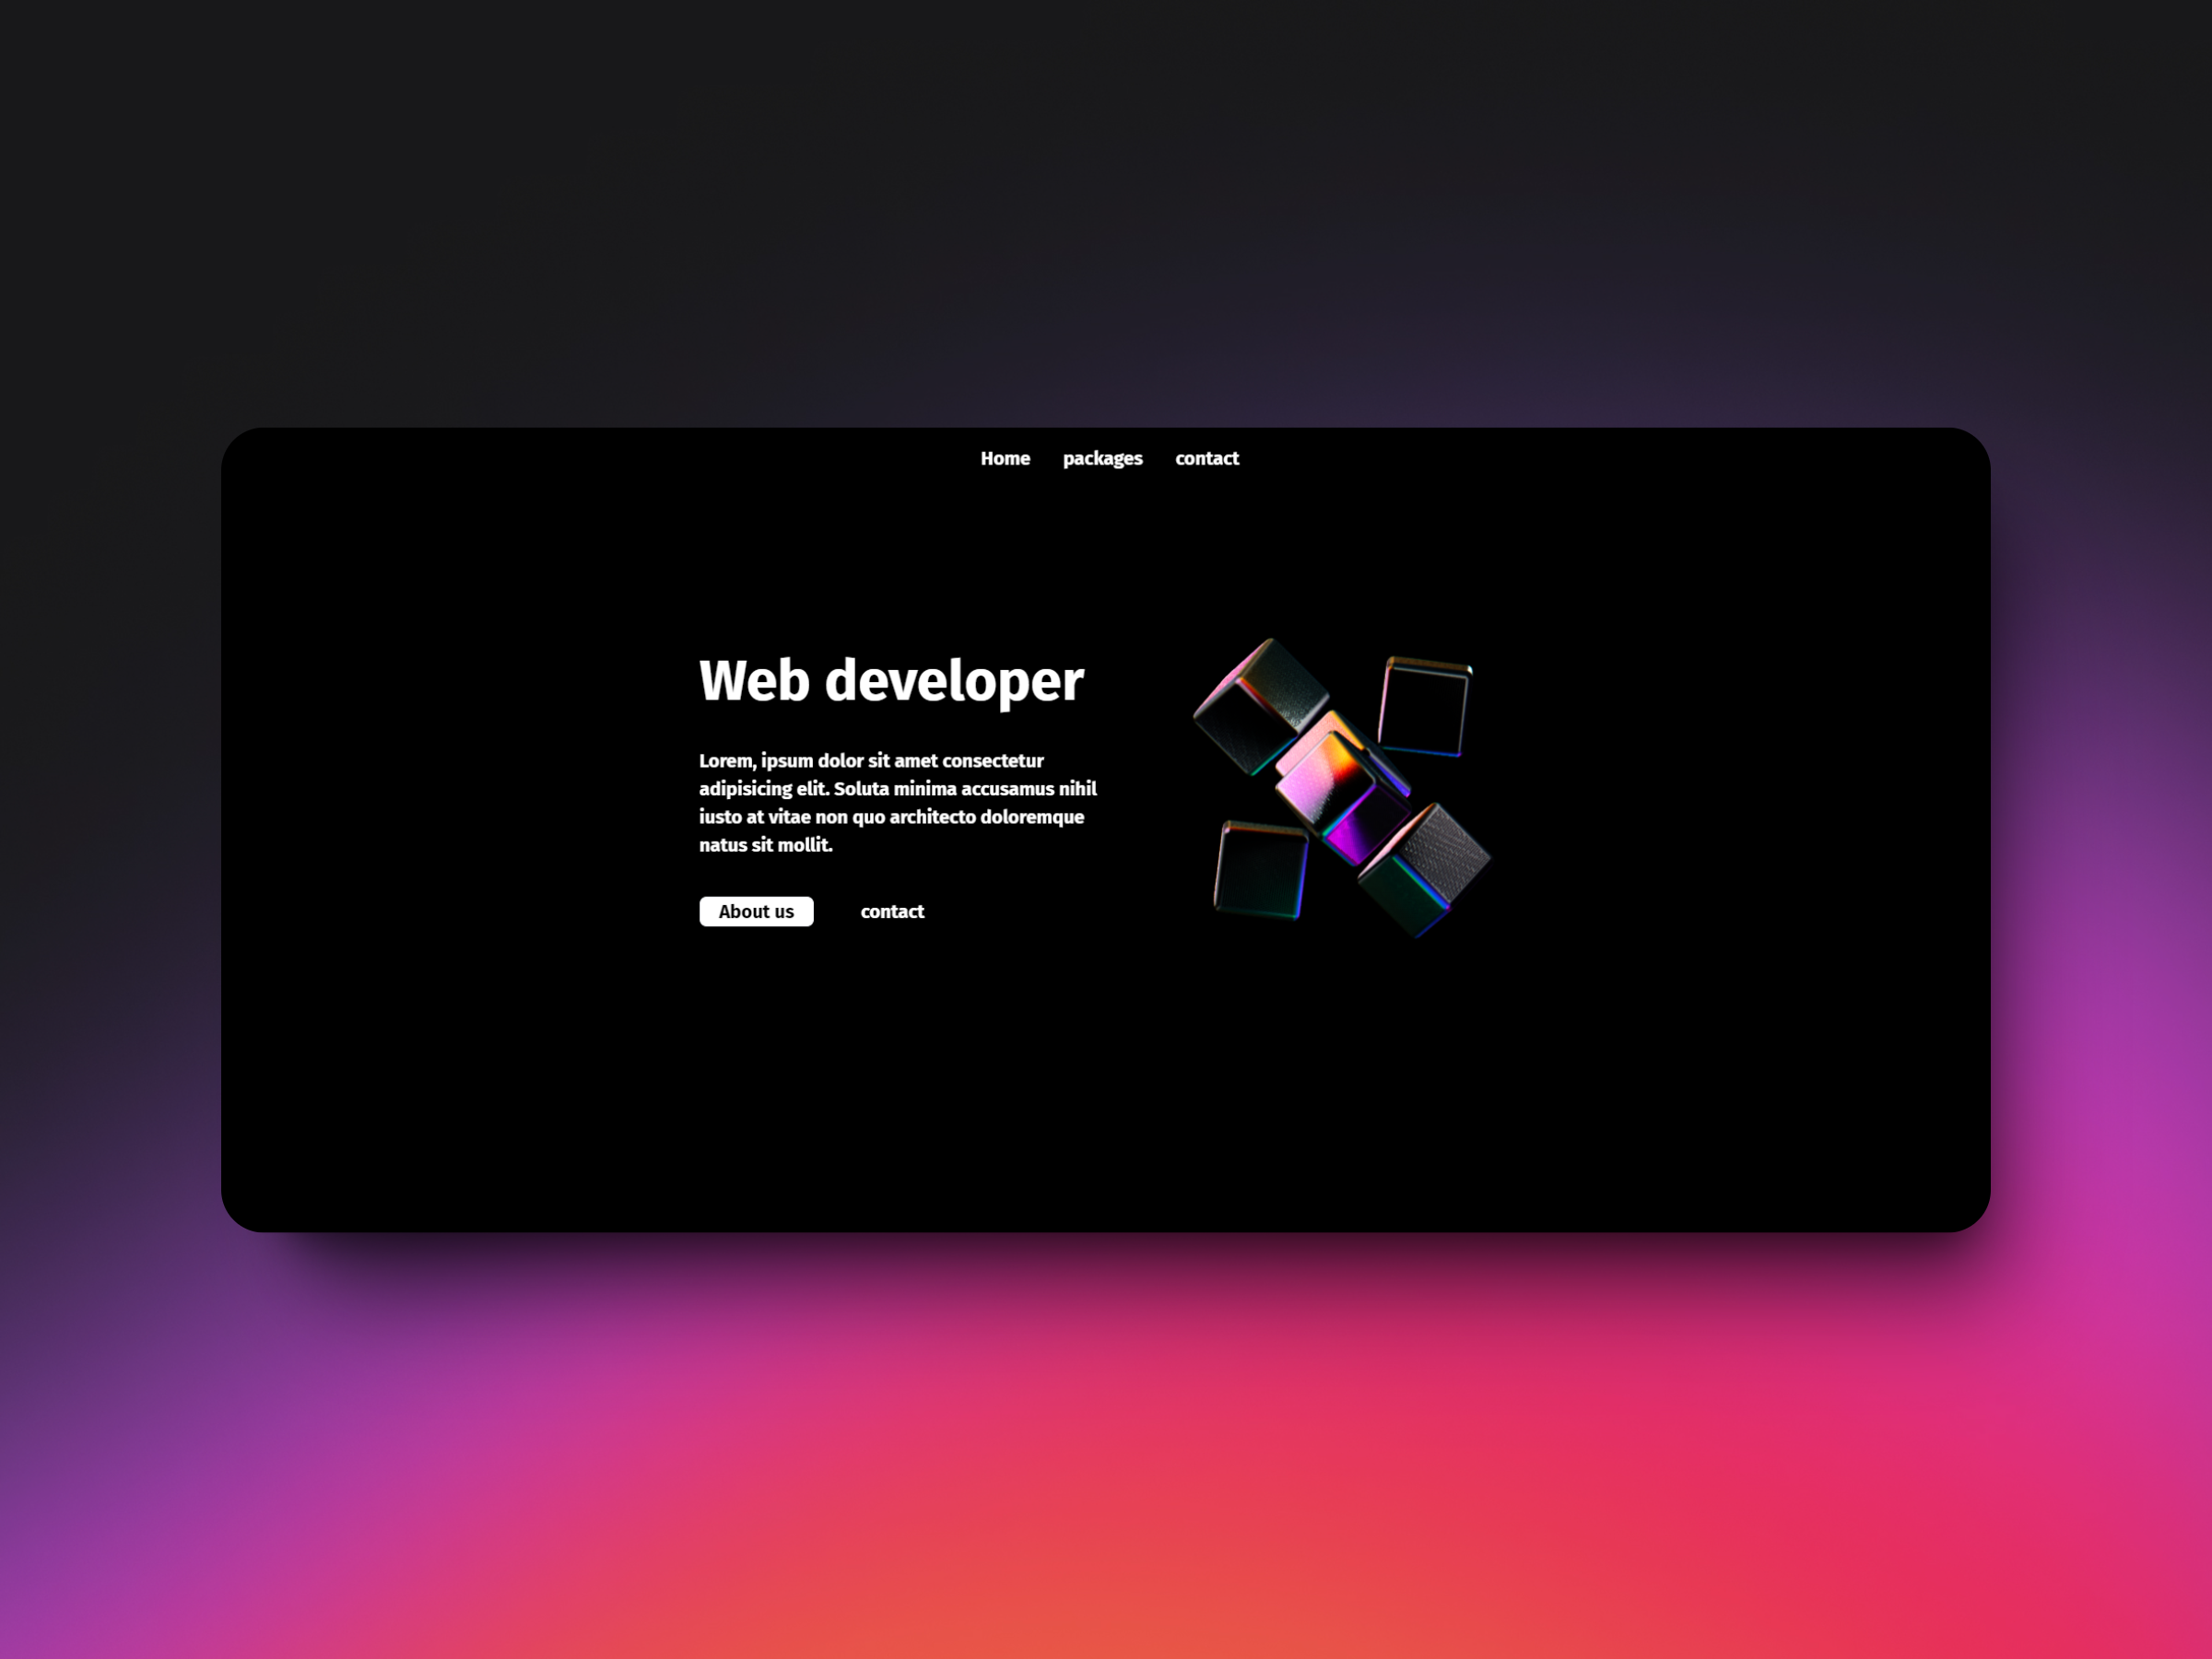 Home packages contact
Web developer
Lorem, ipsum dolor sit amet consectetur
adipisicing elit. Soluta minima accusamus nihil
iusto at vitae non quo architecto doloremque
natus sit mollit.
About us contact